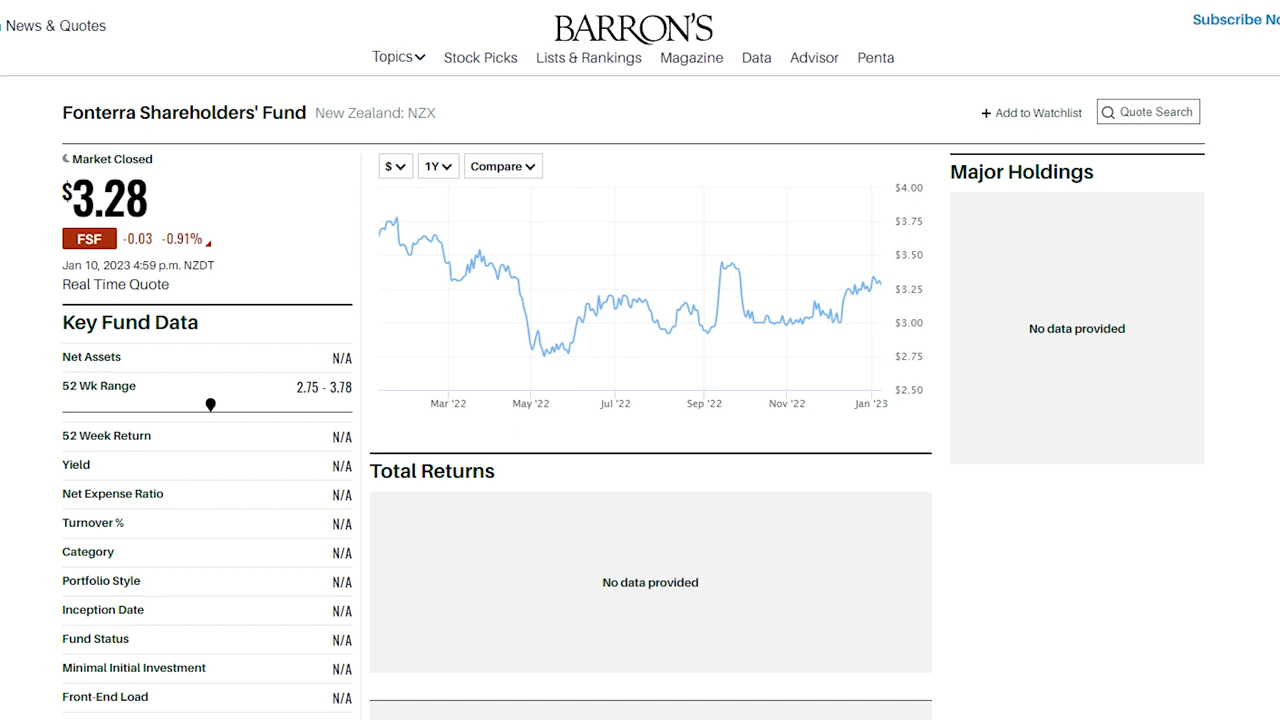 News & Quotes
BARRON'S
Subscribe No
Topics
Stock Picks
Lists & Rankings
Magazine
Data
Advisor
Penta
Fonterra Shareholders' Fund New Zealand: NZX
+ Add to Watchlist
Quote Search
Market Closed
$3.28
FSF -0.03 -0.91%
Jan 10, 2023 4:59 p.m. NZDT
Real Time Quote
Key Fund Data
Net Assets N/A
52 Wk Range 2.75 - 3.78
52 Week Return N/A
Yield N/A
Net Expense Ratio N/A
Turnover % N/A
Category N/A
Portfolio Style N/A
Inception Date N/A
Fund Status N/A
Minimal Initial Investment N/A
Front-End Load N/A
$ 1Y Compare
$4.00
$3.75
$3.50
$3.25
$3.00
$2.75
$2.50
Mar '22 May '22 Jul '22 Sep '22 Nov '22 Jan '23
Total Returns
No data provided
Major Holdings
No data provided